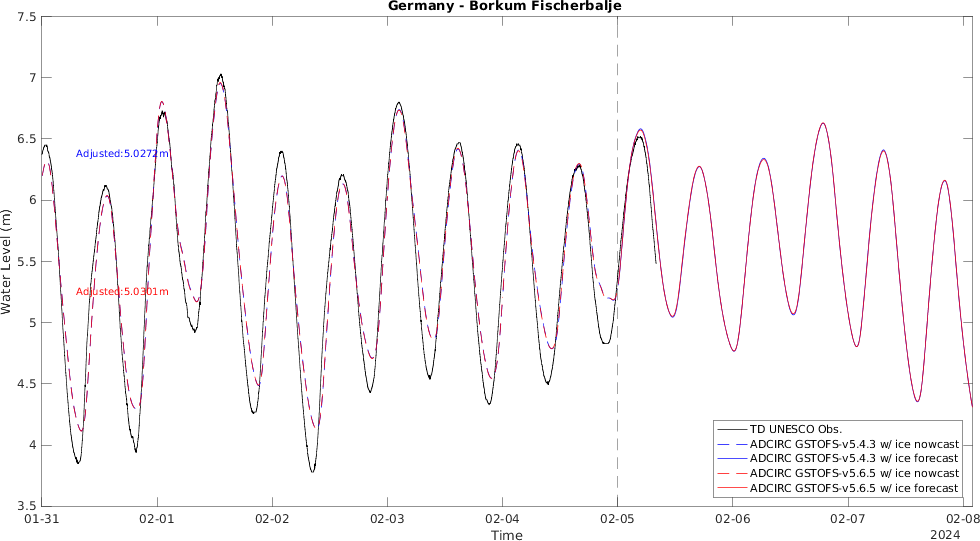 Germany - Borkum Fischerbalje
7.5
7
6.5
6
5.5
5
4.5
4
3.5
Water Level (m)
Adjusted:5.0272m
Adjusted:5.0301m
TD UNESCO Obs.
ADCIRC GSTOFS-v5.4.3 w/ ice nowcast
ADCIRC GSTOFS-v5.4.3 w/ ice forecast
ADCIRC GSTOFS-v5.6.5 w/ ice nowcast
ADCIRC GSTOFS-v5.6.5 w/ ice forecast
01-31 02-01 02-02 02-03 02-04 02-05 02-06 02-07 02-08
Time
2024